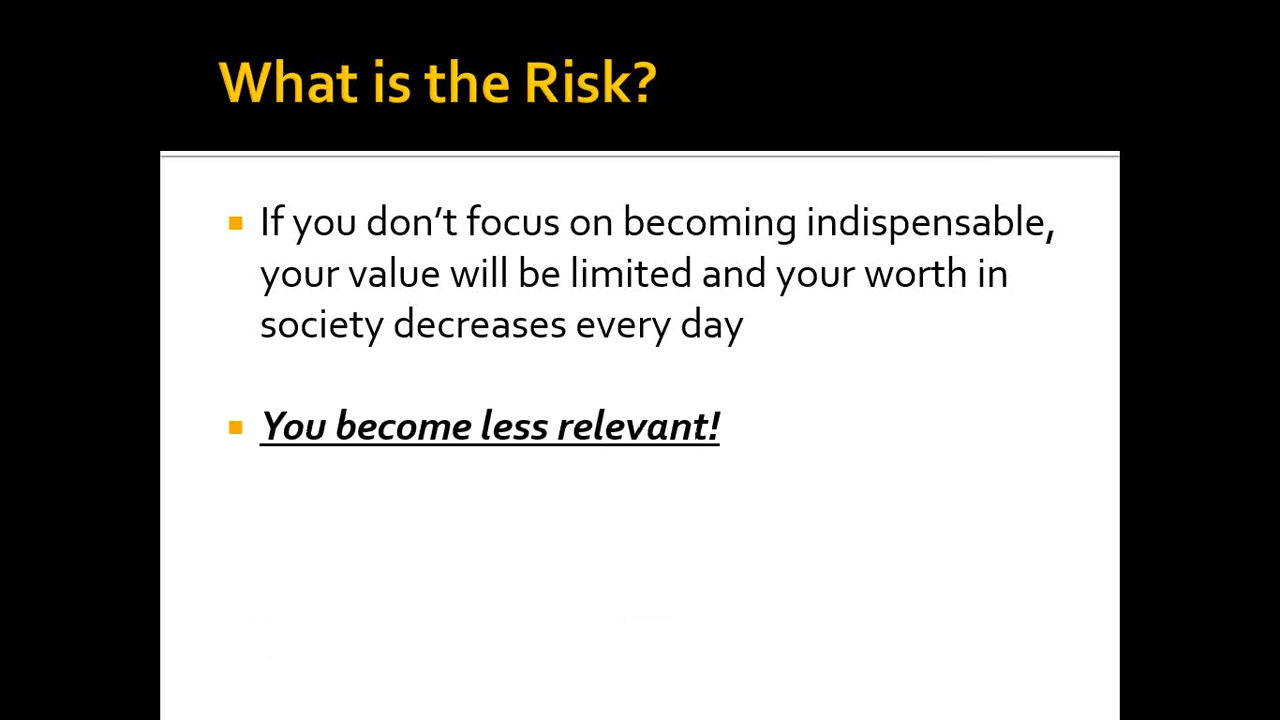 What is the Risk?
If you don’t focus on becoming indispensable,
your value will be limited and your worth in
society decreases every day
You become less relevant!